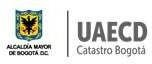 ALCALDÍA MAYOR
DE BOGOTÁ D.C.
UAECD
Catastro Bogotá